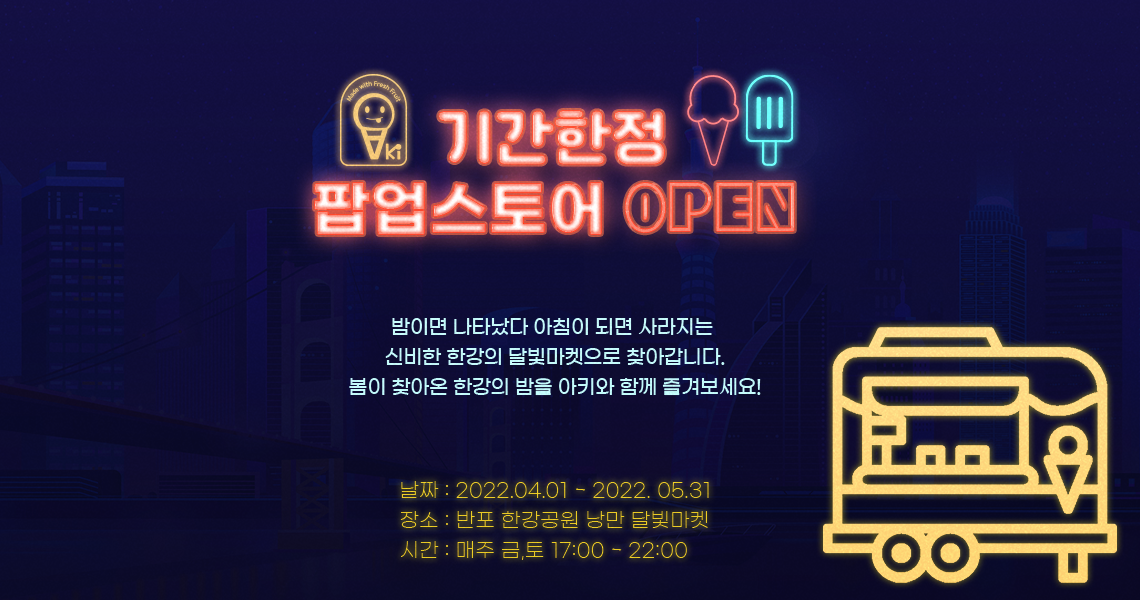 Made with Fresh Fruit
Ki
기간한정
팝업스토어 OPEN
밤이면 나타났다 아침이 되면 사라지는
신비한 한강의 달빛마켓으로 찾아갑니다.
봄이 찾아온 한강의 밤을 아키와 함께 즐겨보세요!
날짜 : 2022.04.01 - 2022. 05.31
장소 : 반포 한강공원 낭만 달빛마켓
시간 : 매주 금,토 17:00 - 22:00